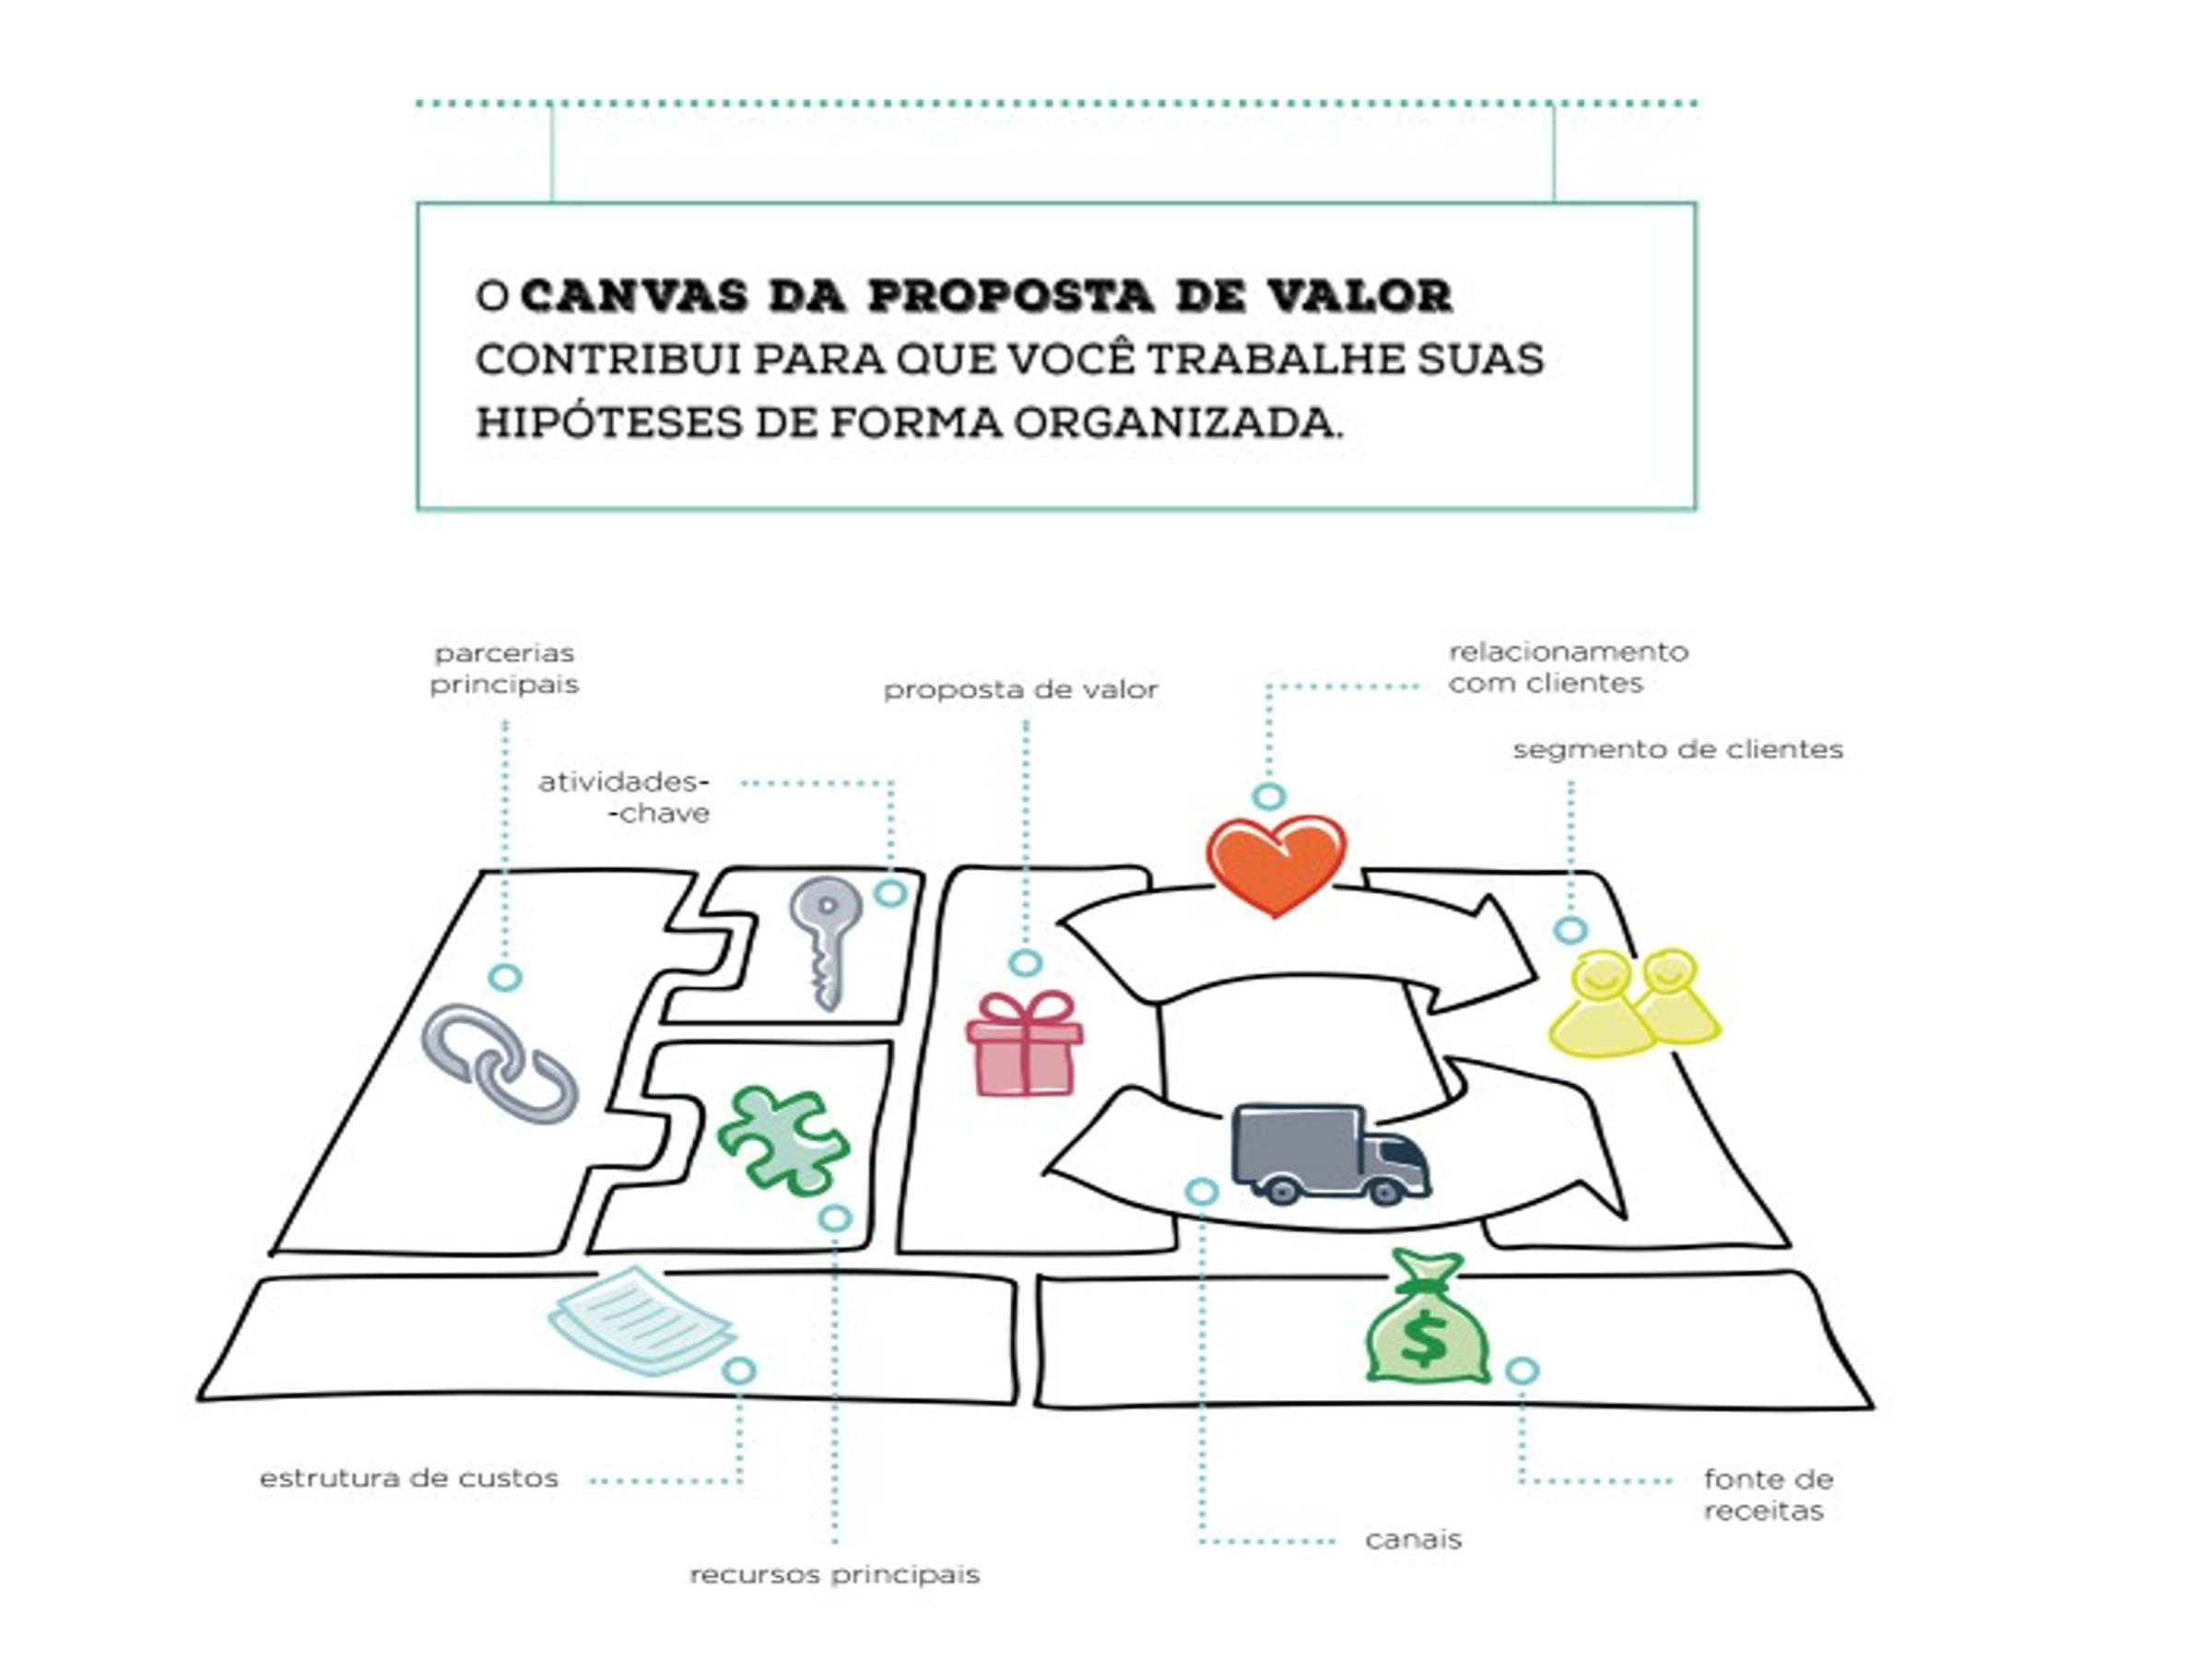 O CANVAS DA PROPOSTA DE VALOR
CONTRIBUI PARA QUE VOCÊ TRABALHE SUAS
HIPÓTESES DE FORMA ORGANIZADA.
parcerias
principais
atividades-
-chave
proposta de valor
relacionamento
com clientes
segmento de clientes
$
estrutura de custos
recursos principais
canais
fonte de
receitas